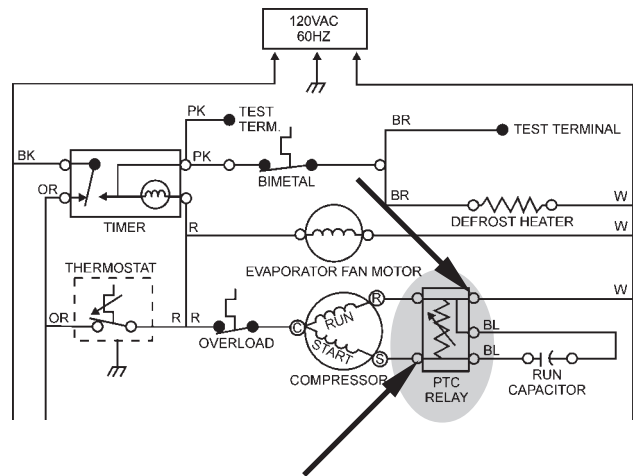 120VAC
60HZ
PK
TEST
TERM.
BR
TEST TERMINAL
BK
PK
BIMETAL
OR
TIMER
BR
W
DEFROST HEATER
R
W
EVAPORATOR FAN MOTOR
THERMOSTAT
OR
R
R
OVERLOAD
C
RUN
START
R
S
COMPRESSOR
W
BL
BL
PTC
RELAY
RUN
CAPACITOR